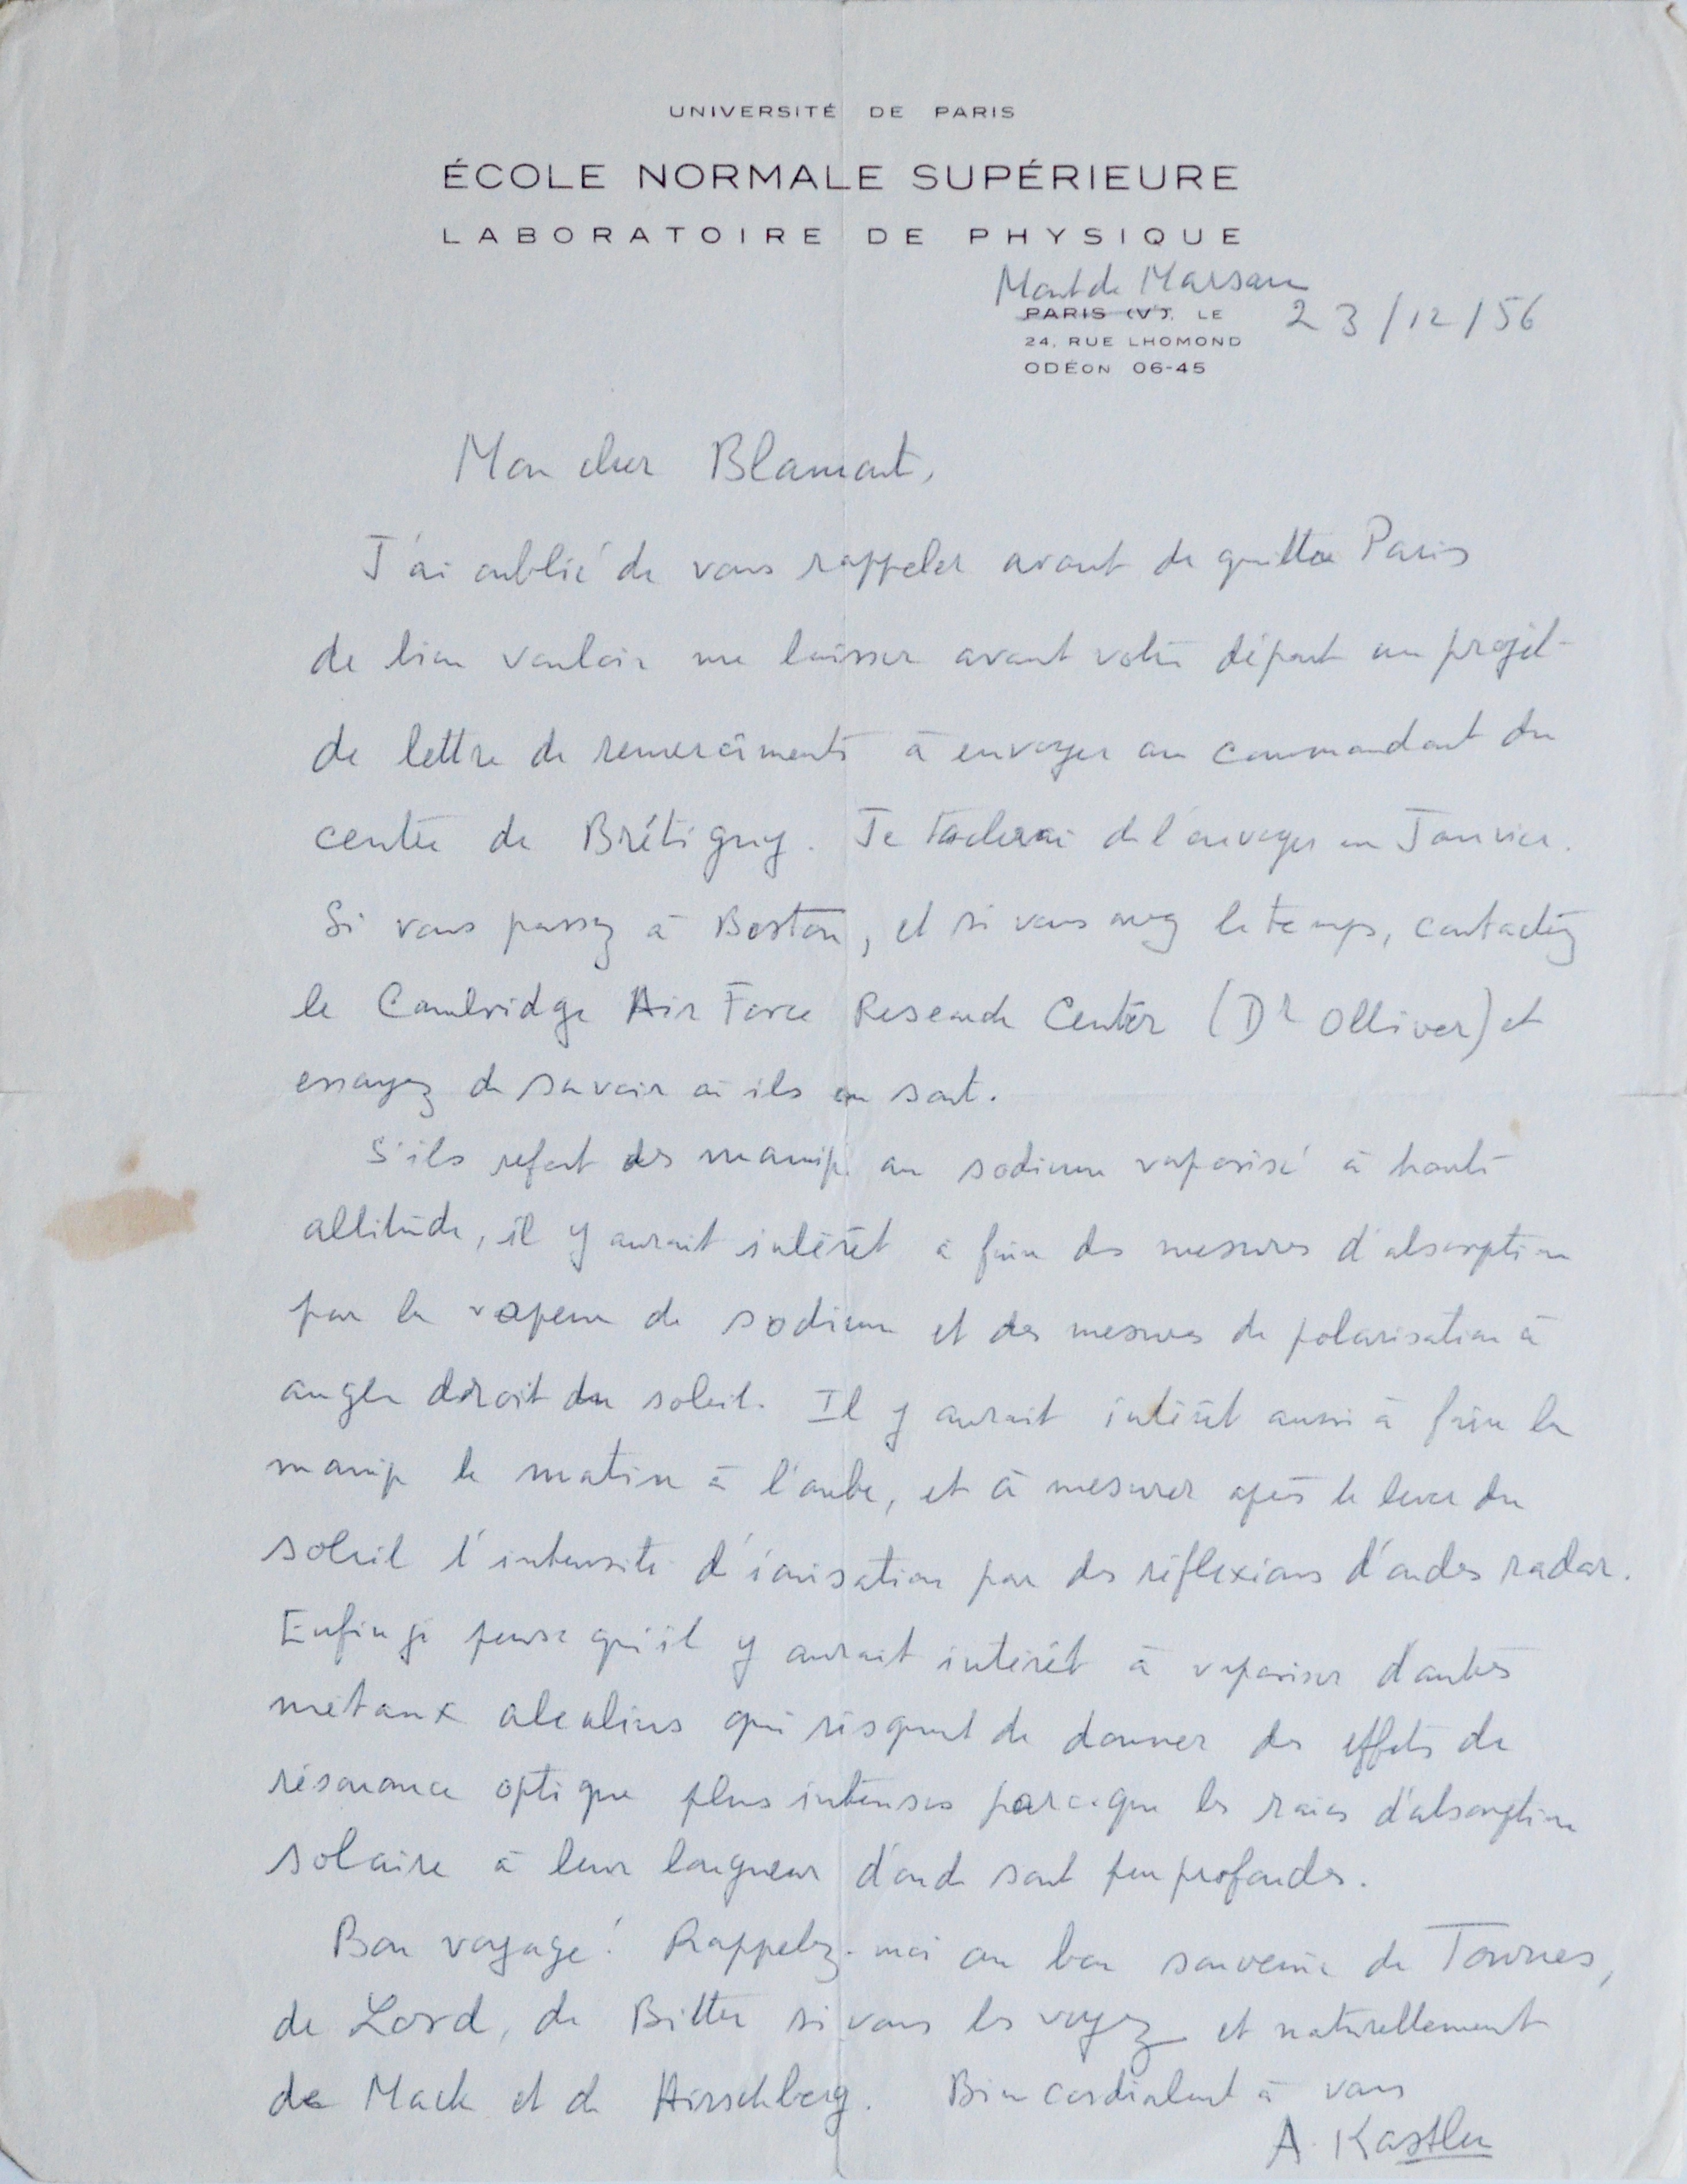 UNIVERSITÉ DE PARIS
ÉCOLE NORMALE SUPÉRIEURE
LABORATOIRE DE PHYSIQUE
Mont de Marsan
PARIS (Vᵉ), LE 23/12/56
24, RUE LHOMOND
ODÉON 06-45
Mon cher Blamont,
J'ai oublié de vous rappeler avant de quitter Paris
de bien vouloir me laisser avant votre départ un projet
de lettre de remerciments à envoyer au commandant du
centre de Brétigny. Je tacherai de l'envoyer en Janvier.
Si vous passez à Boston, et si vous avez le temps, contactez
le Cambridge Air Force Research Center (Dr Olliver) et
essayez de savoir où ils en sont.
S'ils refont des manip. au sodium vaporisé à haute
altitude, il y aurait intérêt à faire des mesures d'absorption
par la vapeur de sodium et des mesures de polarisation à
angle droit du soleil. Il y aurait intérêt aussi à faire la
manip le matin à l'aube, et à mesurer après le lever du
soleil l'intensité d'ionisation par des réflexions d'ondes radar.
Enfin je pense qu'il y aurait intérêt à vaporiser d'autres
métaux alcalins qui risquent de donner des effets de
résonance optique plus intenses parceque les raies d'absorption
solaire à leur longueur d'onde sont peu profondes.
Bon voyage! Rappelez-moi au bon souvenir de Townes,
de Lord, de Bitter si vous les voyez et naturellement
de Mack et de Hirschberg. Bien cordialement à vous
A. Kastler